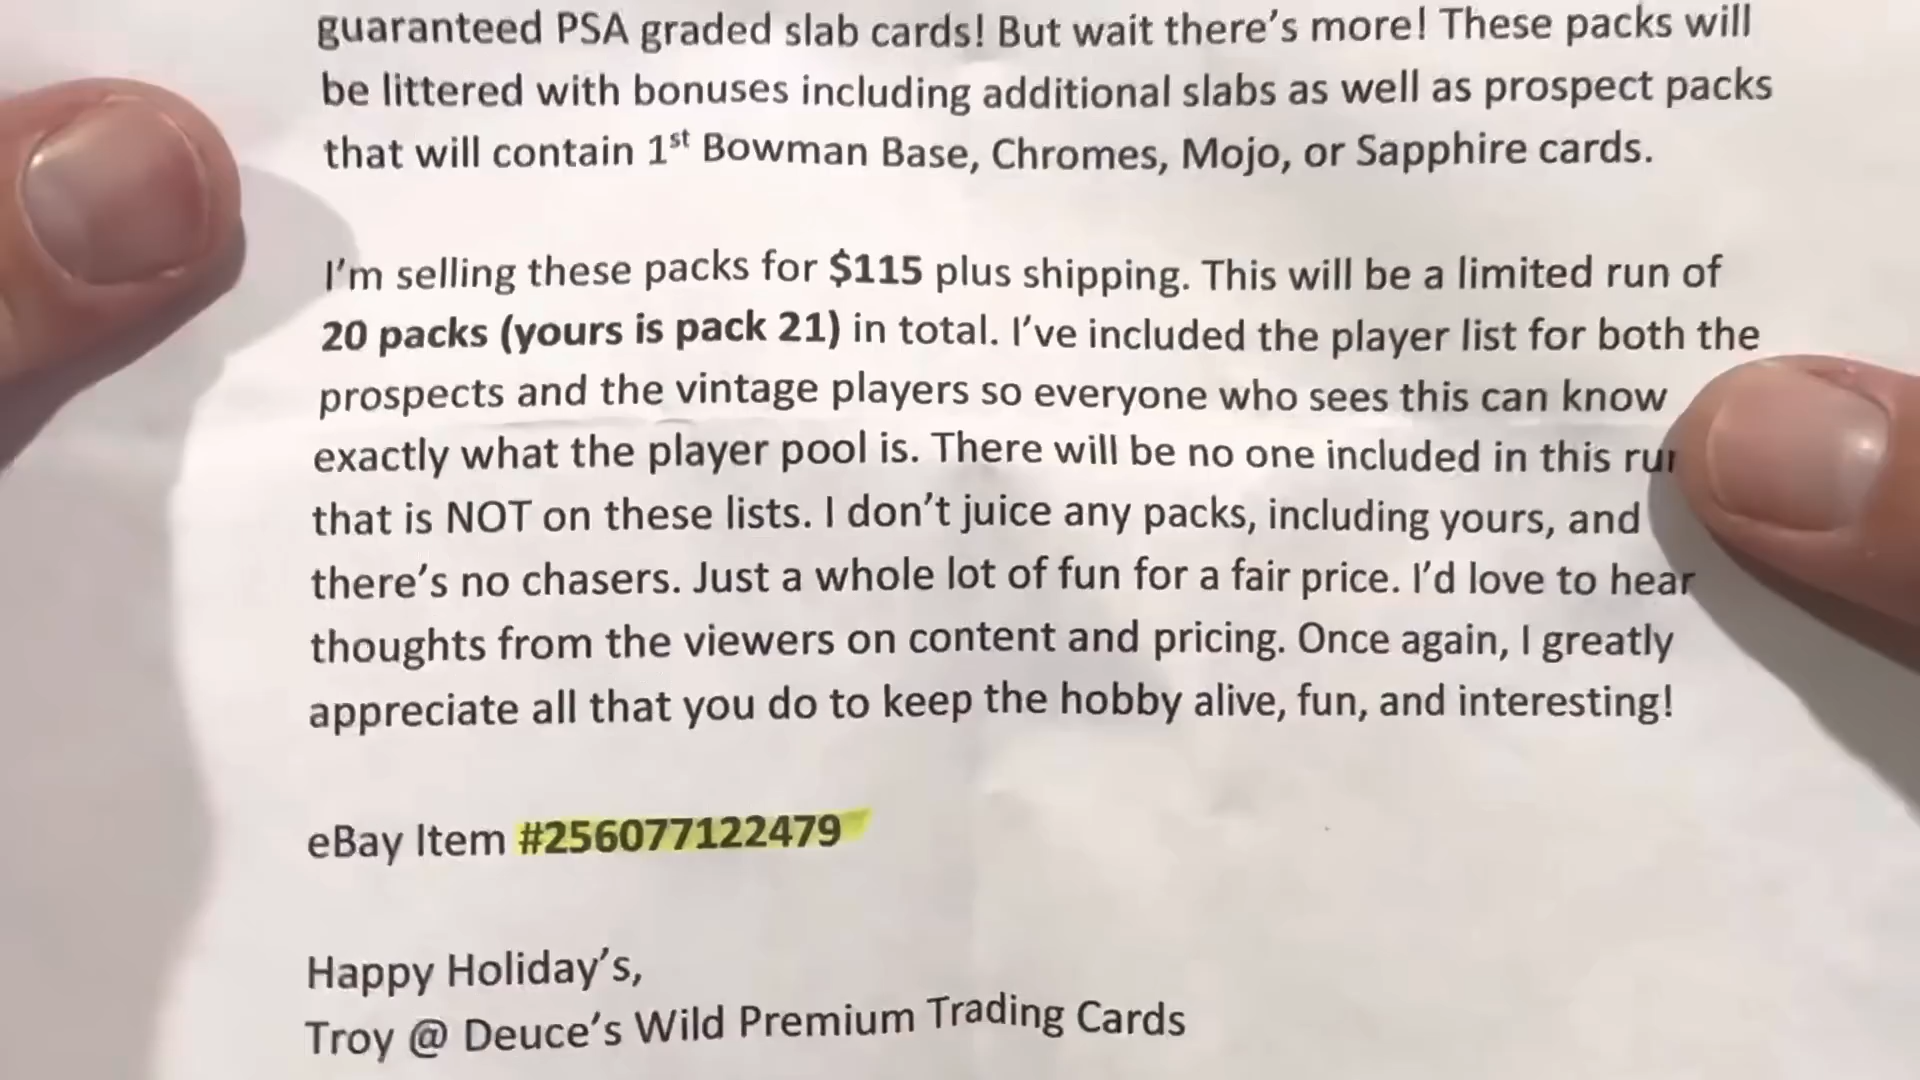 guaranteed PSA graded slab cards! But wait there's more! These packs will
be littered with bonuses including additional slabs as well as prospect packs
that will contain 1st Bowman Base, Chromes, Mojo, or Sapphire cards.
I'm selling these packs for $115 plus shipping. This will be a limited run of
20 packs (yours is pack 21) in total. I've included the player list for both the
prospects and the vintage players so everyone who sees this can know
exactly what the player pool is. There will be no one included in this run
that is NOT on these lists. I don't juice any packs, including yours, and
there's no chasers. Just a whole lot of fun for a fair price. I'd love to hear
thoughts from the viewers on content and pricing. Once again, I greatly
appreciate all that you do to keep the hobby alive, fun, and interesting!
eBay Item #256077122479
Happy Holiday's,
Troy @ Deuce's Wild Premium Trading Cards